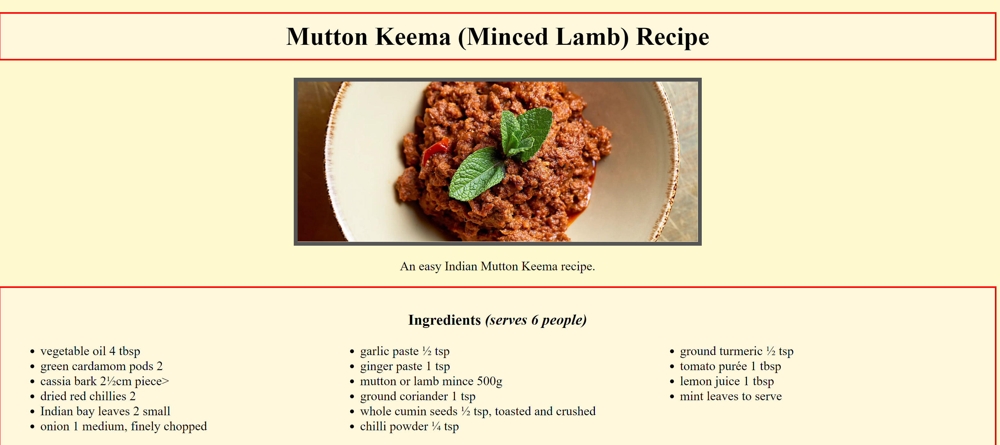 Mutton Keema (Minced Lamb) Recipe
An easy Indian Mutton Keema recipe.
Ingredients (serves 6 people)
• vegetable oil 4 tbsp
• green cardamom pods 2
• cassia bark 2½cm piece>
• dried red chillies 2
• Indian bay leaves 2 small
• onion 1 medium, finely chopped
• garlic paste ½ tsp
• ginger paste 1 tsp
• mutton or lamb mince 500g
• ground coriander 1 tsp
• whole cumin seeds ½ tsp, toasted and crushed
• chilli powder ¼ tsp
• ground turmeric ½ tsp
• tomato purée 1 tbsp
• lemon juice 1 tbsp
• mint leaves to serve